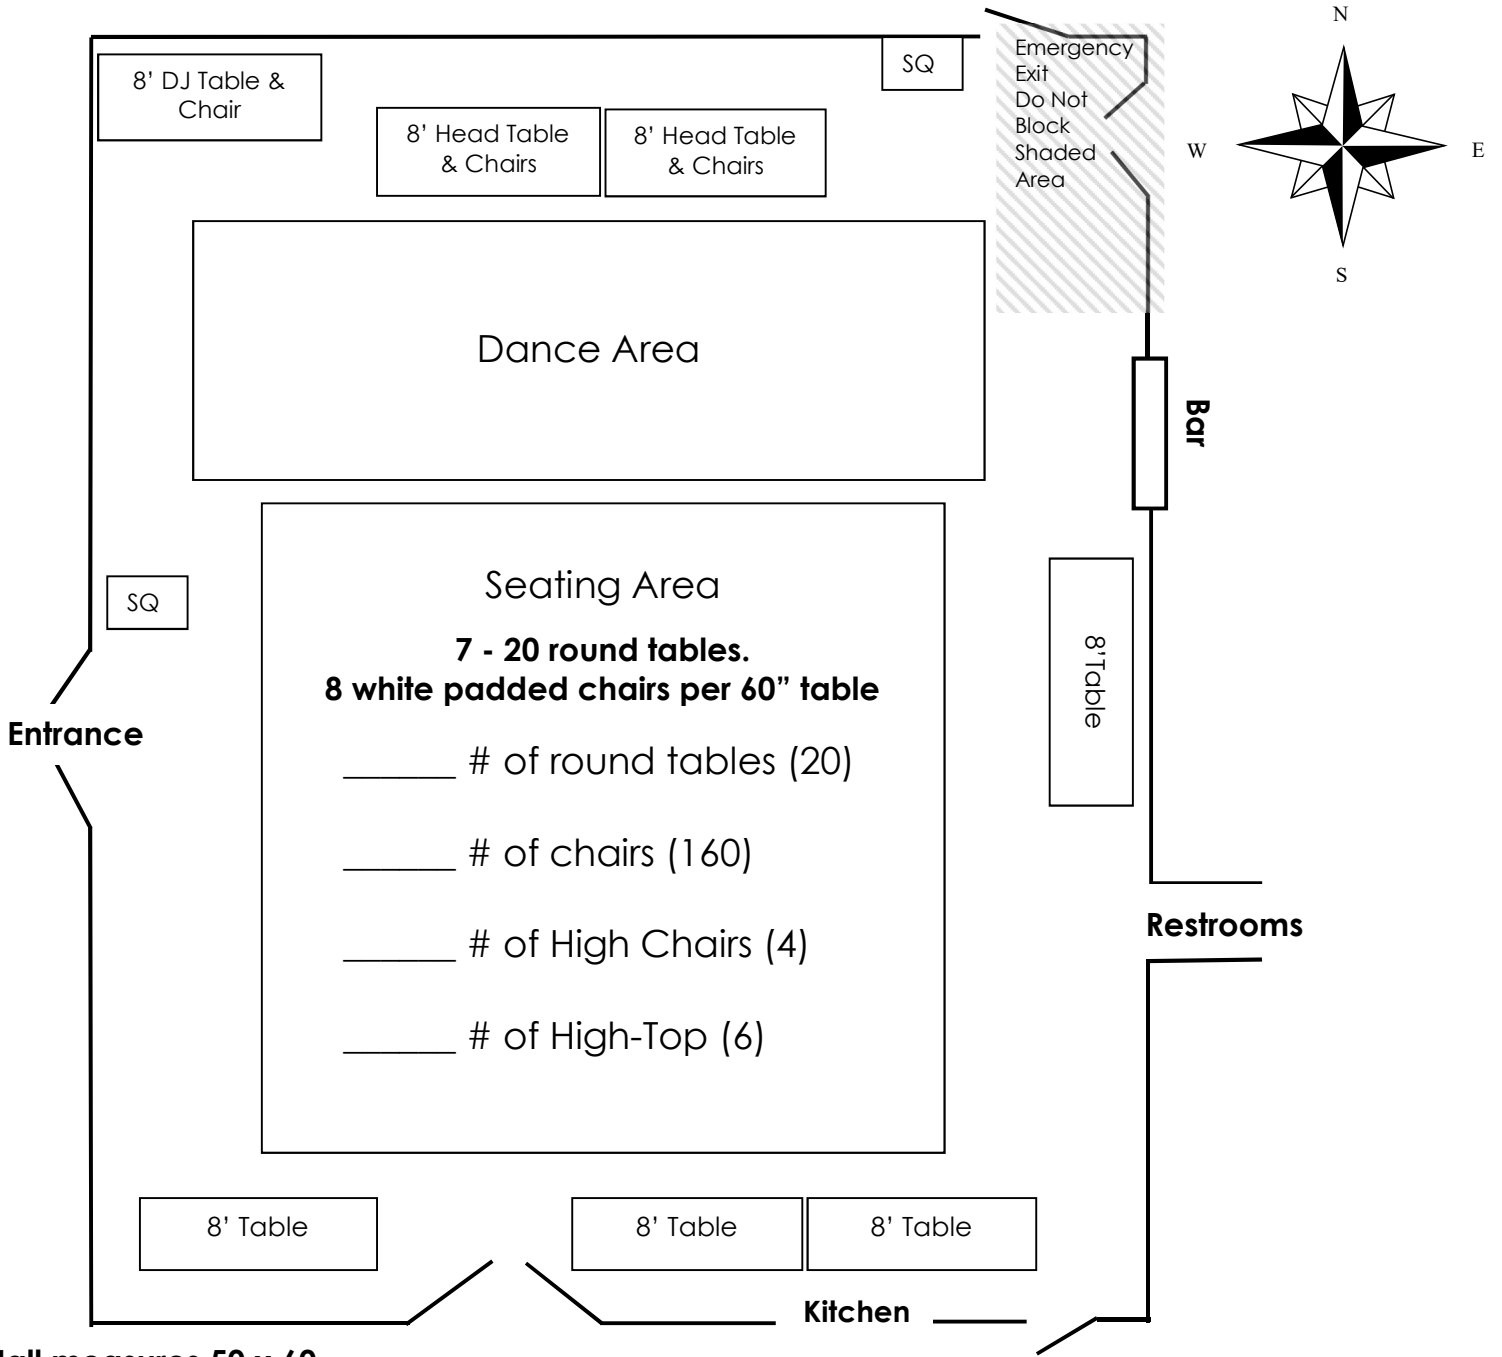 N
W
E
S
8’ DJ Table &
Chair
8’ Head Table
& Chairs
8’ Head Table
& Chairs
SQ
Emergency
Exit
Do Not
Block
Shaded
Area
Dance Area
Bar
SQ
Seating Area
7 - 20 round tables.
8 white padded chairs per 60” table
______ # of round tables (20)
______ # of chairs (160)
______ # of High Chairs (4)
______ # of High-Top (6)
8’Table
Entrance
Restrooms
8’ Table
8’ Table
8’ Table
Kitchen
measures